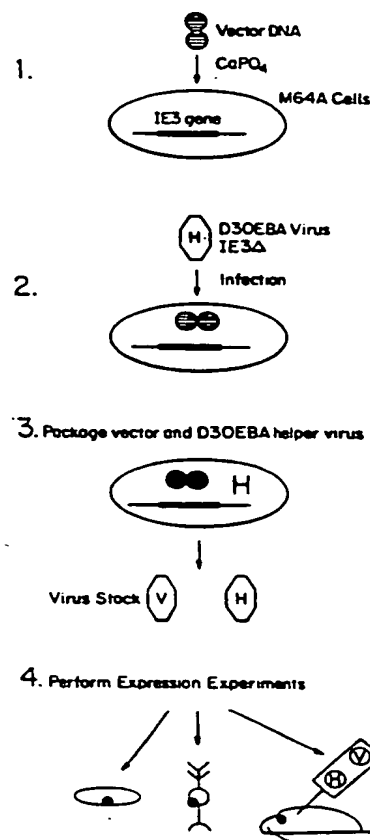 Vector DNA
1.
CaPO4
M64A Cells
IE3 gene
H
D30EBA Virus
IE3Δ
2.
Infection
3. Package vector and D30EBA helper virus
H
Virus Stock
V
H
4. Perform Expression Experiments
V
H